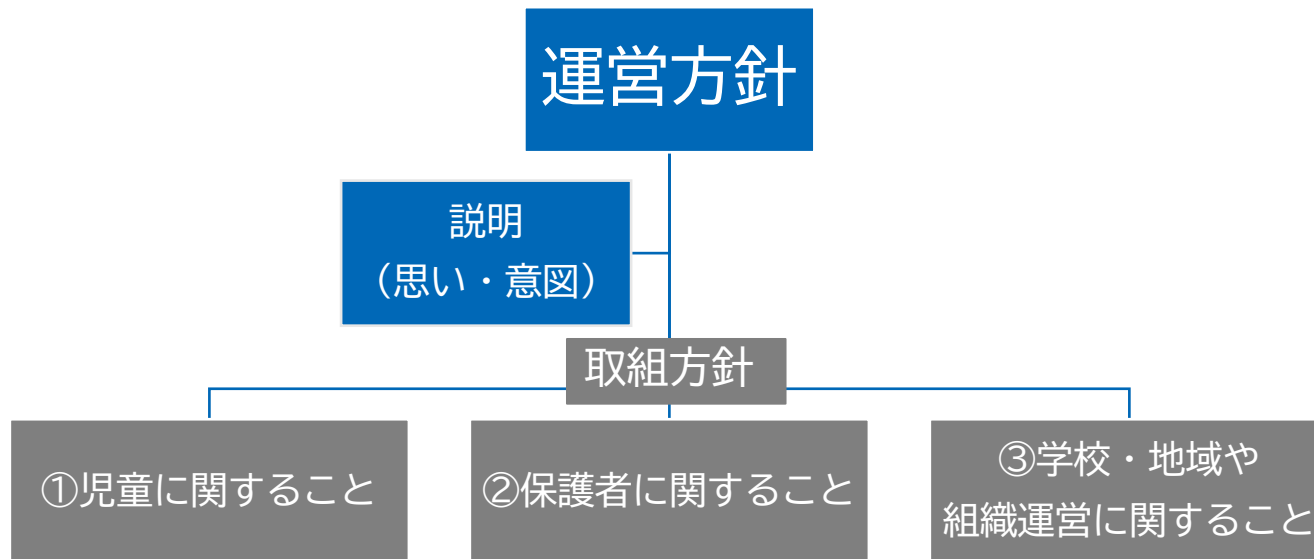 運営方針
説明
（思い・意図）
取組方針
①児童に関すること
②保護者に関すること
③学校・地域や
組織運営に関すること